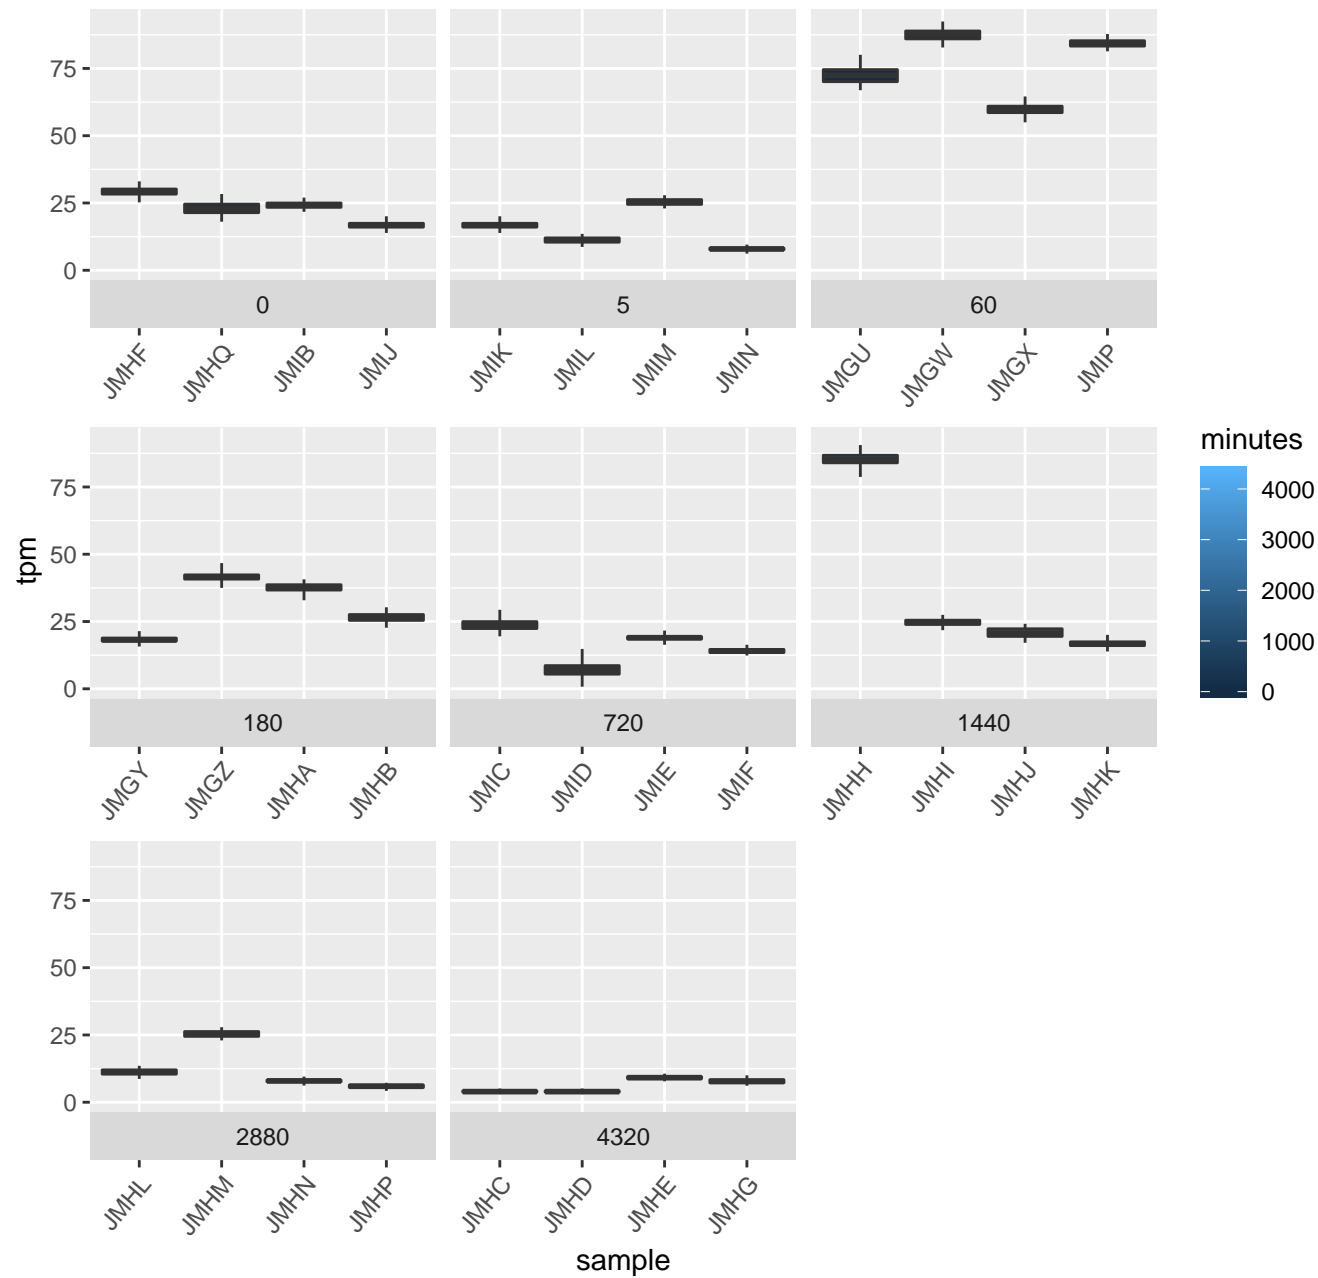 75
50
25
0
0
5
60
JMHF
JMHQ
JMIB
JMIJ
JMIK
JMIL
JMIM
JMIN
JMGU
JMGW
JMGX
JMIP
tpm
75
50
25
0
180
720
1440
JMGY
JMGZ
JMHA
JMHB
JMIC
JMID
JMIE
JMIF
JMHH
JMHI
JMHJ
JMHK
minutes
4000
3000
2000
1000
0
75
50
25
0
2880
4320
JMHL
JMHM
JMHN
JMHP
JMHC
JMHD
JMHE
JMHG
sample